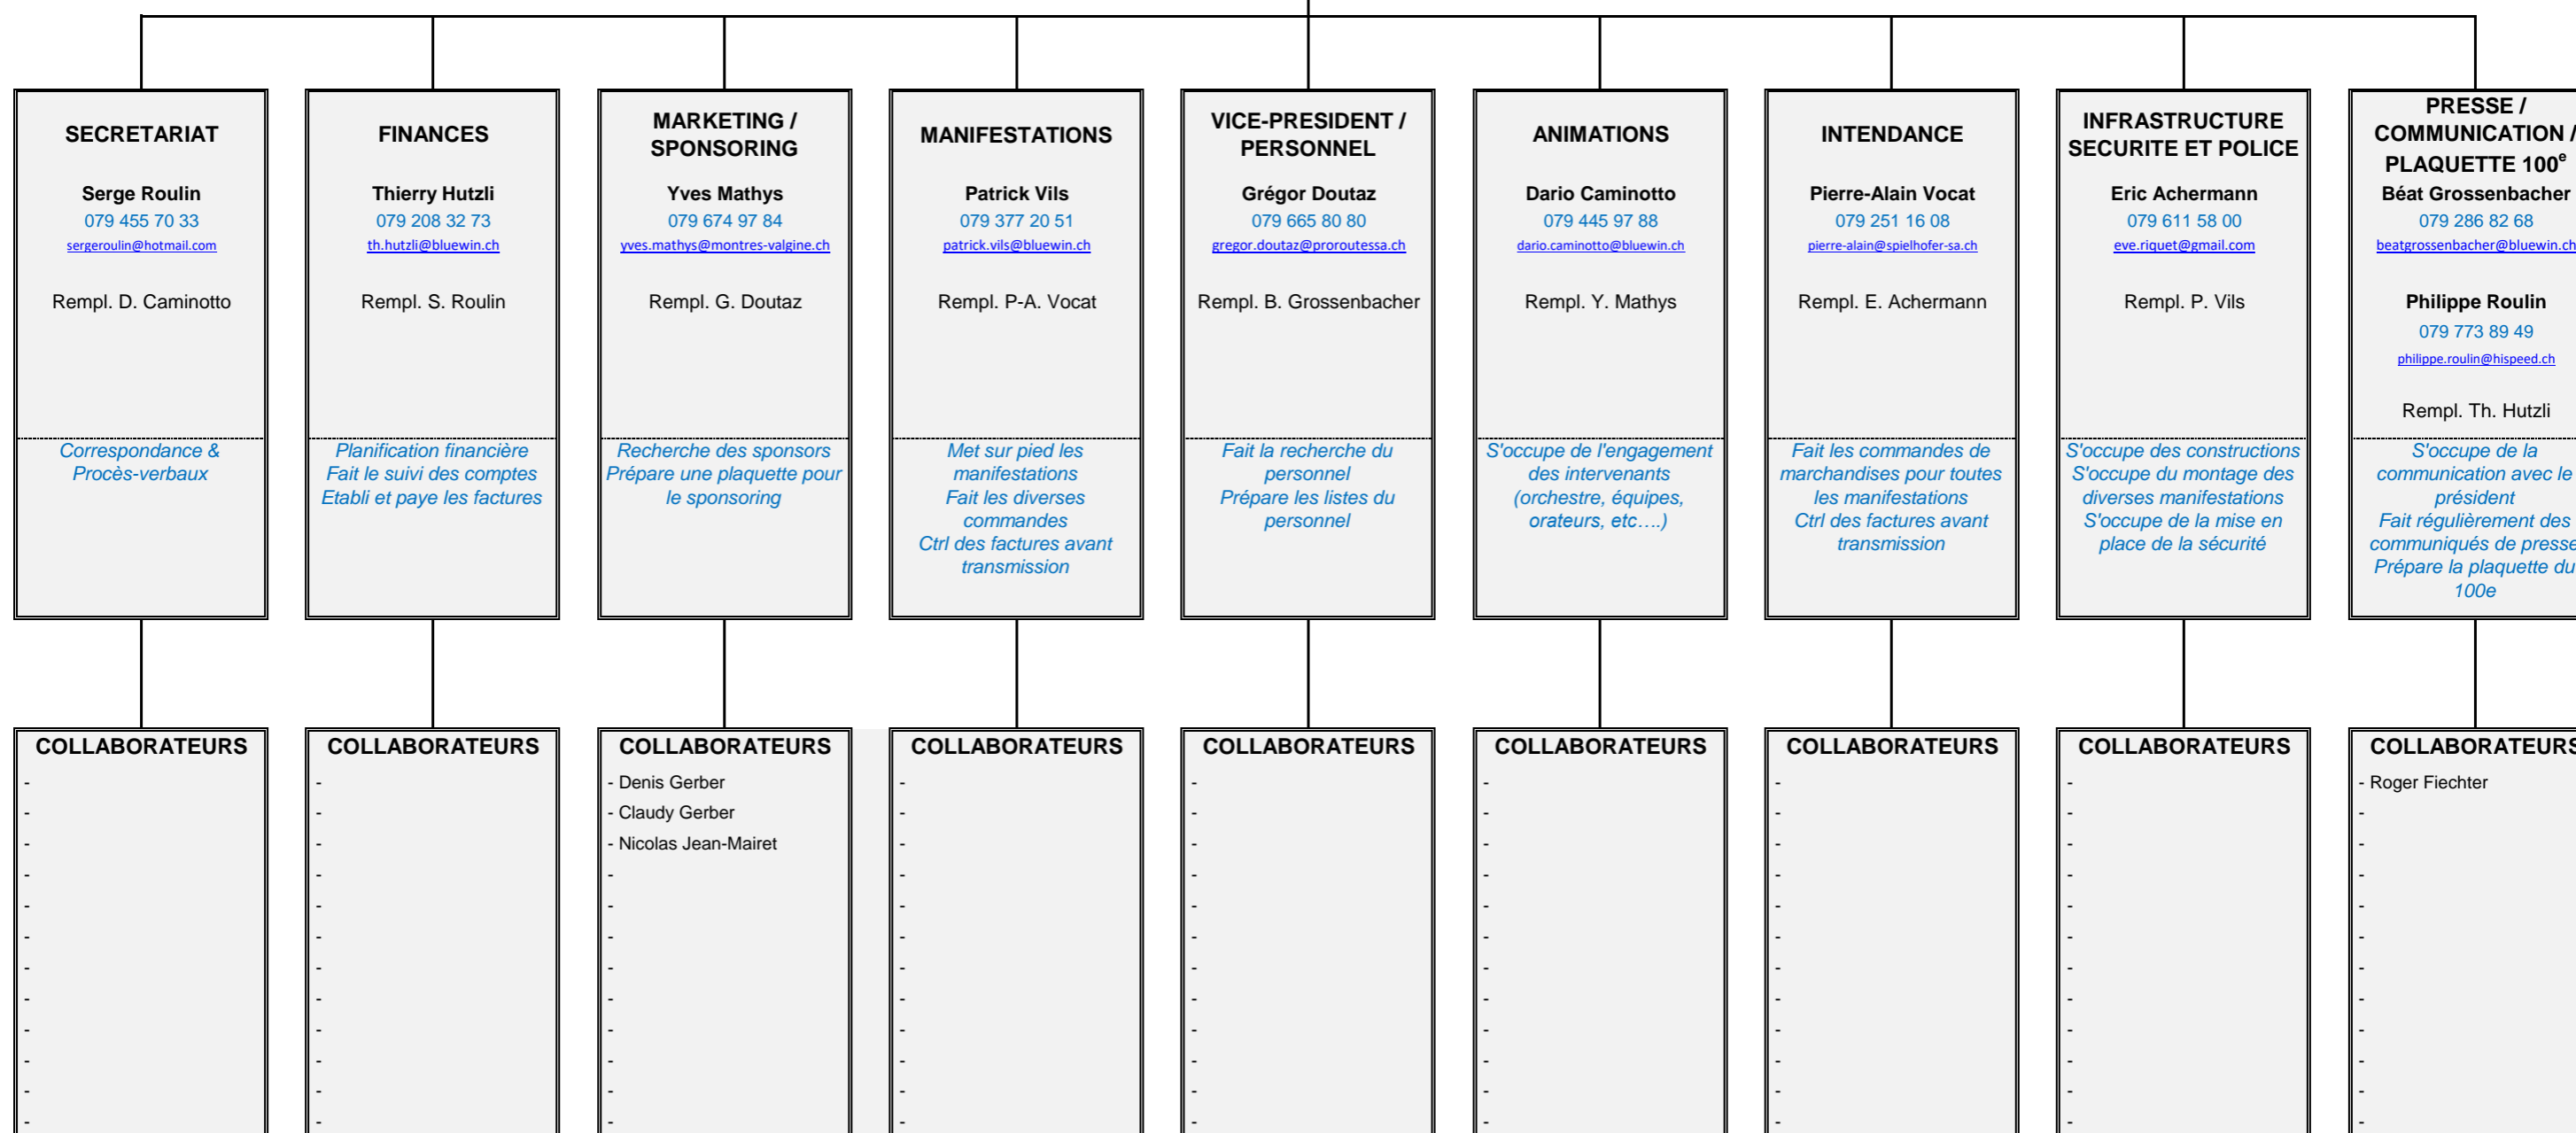 SECRETARIAT
Serge Roulin
079 455 70 33
sergeroulin@hotmail.com
Rempl. D. Caminotto
Correspondance &
Procès-verbaux
FINANCES
Thierry Hutzli
079 208 32 73
th.hutzli@bluewin.ch
Rempl. S. Roulin
Planification financière
Fait le suivi des comptes
Etabli et paye les factures
MARKETING /
SPONSORING
Yves Mathys
079 674 97 84
yves.mathys@montres-valgine.ch
Rempl. G. Doutaz
Recherche des sponsors
Prépare une plaquette pour
le sponsoring
MANIFESTATIONS
Patrick Vils
079 377 20 51
patrick.vils@bluewin.ch
Rempl. P-A. Vocat
Met sur pied les
manifestations
Fait les diverses
commandes
Ctrl des factures avant
transmission
VICE-PRESIDENT /
PERSONNEL
Grégor Doutaz
079 665 80 80
gregor.doutaz@proroutessa.ch
Rempl. B. Grossenbacher
Fait la recherche du
personnel
Prépare les listes du
personnel
ANIMATIONS
Dario Caminotto
079 445 97 88
dario.caminotto@bluewin.ch
Rempl. Y. Mathys
S'occupe de l'engagement
des intervenants
(orchestre, équipes,
orateurs, etc….)
INTENDANCE
Pierre-Alain Vocat
079 251 16 08
pierre-alain@spielhofer-sa.ch
Rempl. E. Achermann
Fait les commandes de
marchandises pour toutes
les manifestations
Ctrl des factures avant
transmission
INFRASTRUCTURE
SECURITE ET POLICE
Eric Achermann
079 611 58 00
eve.riquet@gmail.com
Rempl. P. Vils
S'occupe des constructions
S'occupe du montage des
diverses manifestations
S'occupe de la mise en
place de la sécurité
PRESSE /
COMMUNICATION /
PLAQUETTE 100e
Béat Grossenbacher
079 286 82 68
beatgrossenbacher@bluewin.ch
Philippe Roulin
079 773 89 49
philippe.roulin@hispeed.ch
Rempl. Th. Hutzli
S'occupe de la
communication avec le
président
Fait régulièrement des
communiqués de presse
Prépare la plaquette du
100e
COLLABORATEURS
-
-
-
-
-
-
-
-
-
-
-
-
COLLABORATEURS
-
-
-
-
-
-
-
-
-
-
-
-
COLLABORATEURS
- Denis Gerber
- Claudy Gerber
- Nicolas Jean-Mairet
-
-
-
-
-
-
-
-
-
COLLABORATEURS
-
-
-
-
-
-
-
-
-
-
-
-
COLLABORATEURS
-
-
-
-
-
-
-
-
-
-
-
-
COLLABORATEURS
-
-
-
-
-
-
-
-
-
-
-
-
COLLABORATEURS
-
-
-
-
-
-
-
-
-
-
-
-
COLLABORATEURS
-
-
-
-
-
-
-
-
-
-
-
-
COLLABORATEURS
- Roger Fiechter
-
-
-
-
-
-
-
-
-
-
-